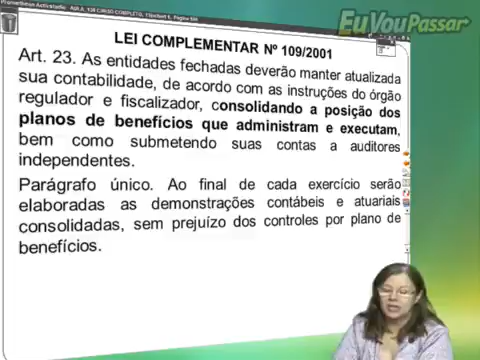 EuVouPassar
LEI COMPLEMENTAR Nº 109/2001
Art. 23. As entidades fechadas deverão manter atualizada
sua contabilidade, de acordo com as instruções do órgão
regulador e fiscalizador, consolidando a posição dos
planos de benefícios que administram e executam,
bem como submetendo suas contas a auditores
independentes.
Parágrafo único. Ao final de cada exercício serão
elaboradas as demonstrações contábeis e atuariais
consolidadas, sem prejuízo dos controles por plano de
benefícios.